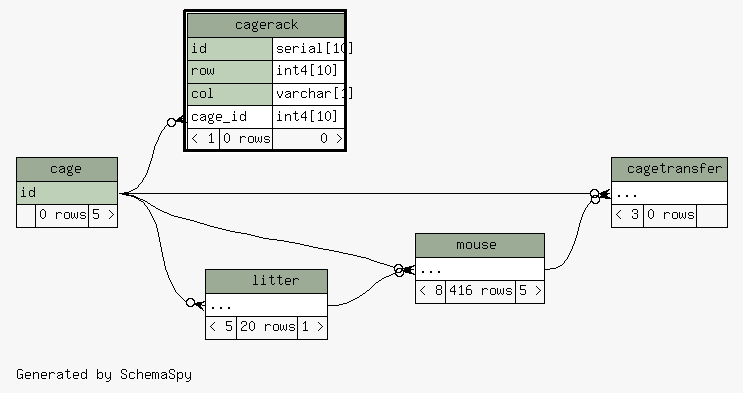 cagerack
id serial[10]
row int4[10]
col varchar[1]
cage_id int4[10]
< 1 0 rows 0 >
cage
id
0 rows 5 >
cagetransfer
...
< 3 0 rows
mouse
...
< 8 416 rows 5 >
litter
...
< 5 20 rows 1 >
Generated by SchemaSpy